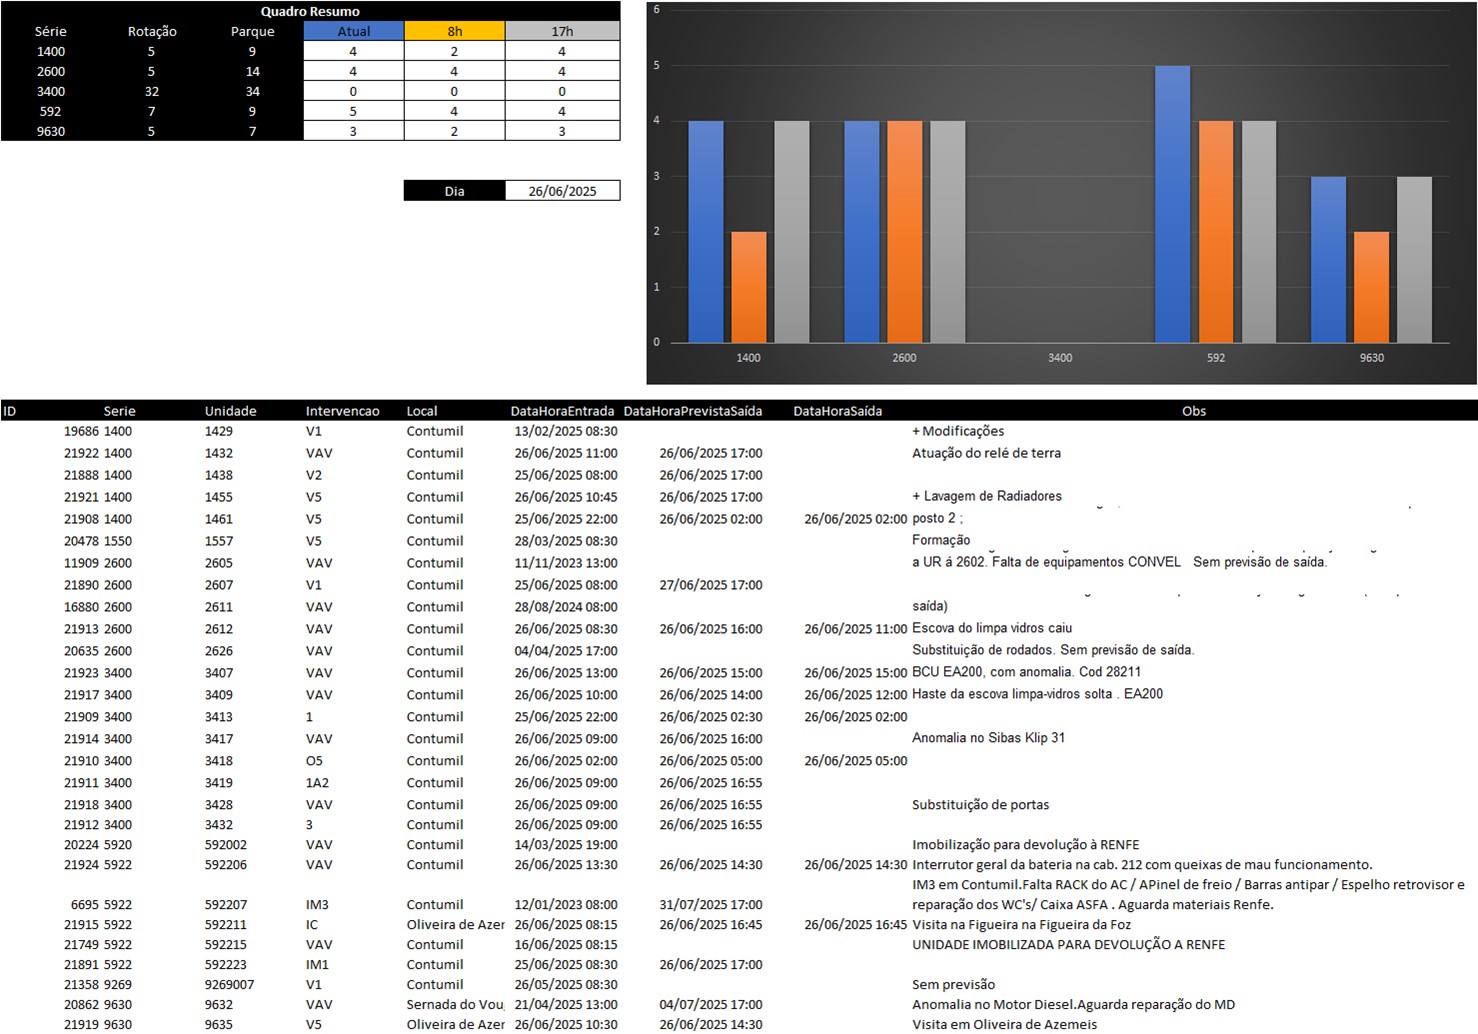 Quadro Resumo
Série Rotação Parque Atual 8h 17h
1400 5 9 4 2 4
2600 5 14 4 4 4
3400 32 34 0 0 0
592 7 9 5 4 4
9630 5 7 3 2 3
Dia 26/06/2025
6
5
4
3
2
1
0
1400 2600 3400 592 9630
ID Serie Unidade Intervencao Local DataHoraEntrada DataHoraPrevistaSaída DataHoraSaída Obs
19686 1400 1429 V1 Contumil 13/02/2025 08:30 + Modificações
21922 1400 1432 VAV Contumil 26/06/2025 11:00 26/06/2025 17:00 Atuação do relé de terra
21888 1400 1438 V2 Contumil 25/06/2025 08:00 26/06/2025 17:00
21921 1400 1455 V5 Contumil 26/06/2025 10:45 26/06/2025 17:00 + Lavagem de Radiadores
21908 1400 1461 V5 Contumil 25/06/2025 22:00 26/06/2025 02:00 26/06/2025 02:00 posto 2 ;
20478 1550 1557 V5 Contumil 28/03/2025 08:30 Formação
11909 2600 2605 VAV Contumil 11/11/2023 13:00 a UR á 2602. Falta de equipamentos CONVEL Sem previsão de saída.
21890 2600 2607 V1 Contumil 25/06/2025 08:00 27/06/2025 17:00
16880 2600 2611 VAV Contumil 28/08/2024 08:00 saída)
21913 2600 2612 VAV Contumil 26/06/2025 08:30 26/06/2025 16:00 26/06/2025 11:00 Escova do limpa vidros caiu
20635 2600 2626 VAV Contumil 04/04/2025 17:00 Substituição de rodados. Sem previsão de saída.
21923 3400 3407 VAV Contumil 26/06/2025 13:00 26/06/2025 15:00 26/06/2025 15:00 BCU EA200, com anomalia. Cod 28211
21917 3400 3409 VAV Contumil 26/06/2025 10:00 26/06/2025 14:00 26/06/2025 12:00 Haste da escova limpa-vidros solta . EA200
21909 3400 3413 1 Contumil 25/06/2025 22:00 26/06/2025 02:30 26/06/2025 02:00
21914 3400 3417 VAV Contumil 26/06/2025 09:00 26/06/2025 16:00 Anomalia no Sibas Klip 31
21910 3400 3418 O5 Contumil 26/06/2025 02:00 26/06/2025 05:00 26/06/2025 05:00
21911 3400 3419 1A2 Contumil 26/06/2025 09:00 26/06/2025 16:55
21918 3400 3428 VAV Contumil 26/06/2025 09:00 26/06/2025 16:55 Substituição de portas
21912 3400 3432 3 Contumil 26/06/2025 09:00 26/06/2025 16:55
20224 5920 592002 VAV Contumil 14/03/2025 19:00 Imobilização para devolução à RENFE
21924 5922 592206 VAV Contumil 26/06/2025 13:30 26/06/2025 14:30 26/06/2025 14:30 Interrutor geral da bateria na cab. 212 com queixas de mau funcionamento.
IM3 em Contumil.Falta RACK do AC / APinel de freio / Barras antipar / Espelho retrovisor e
6695 5922 592207 IM3 Contumil 12/01/2023 08:00 31/07/2025 17:00 reparação dos WC's/ Caixa ASFA . Aguarda materiais Renfe.
21915 5922 592211 IC Oliveira de Azer 26/06/2025 08:15 26/06/2025 16:45 26/06/2025 16:45 Visita na Figueira na Figueira da Foz
21749 5922 592215 VAV Contumil 16/06/2025 08:15 UNIDADE IMOBILIZADA PARA DEVOLUÇÃO A RENFE
21891 5922 592223 IM1 Contumil 25/06/2025 08:30 26/06/2025 17:00
21358 9269 9269007 V1 Contumil 26/05/2025 08:30 Sem previsão
20862 9630 9632 VAV Sernada do Vou 21/04/2025 13:00 04/07/2025 17:00 Anomalia no Motor Diesel.Aguarda reparação do MD
21919 9630 9635 V5 Oliveira de Azer 26/06/2025 10:30 26/06/2025 14:30 Visita em Oliveira de Azemeis